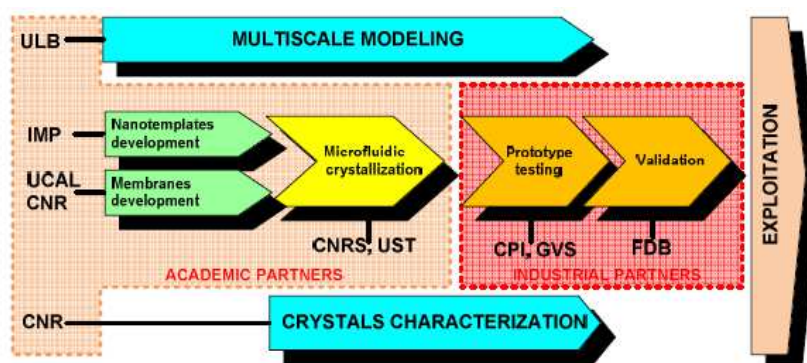 ULB
MULTISCALE MODELING
IMP
Nanotemplates
development
UCAL
CNR
Membranes
development
Microfluidic
crystallization
CNRS, UST
ACADEMIC PARTNERS
Prototype
testing
Validation
CPI, GVS
FDB
INDUSTRIAL PARTNERS
CNR
CRYSTALS CHARACTERIZATION
EXPLOITATION